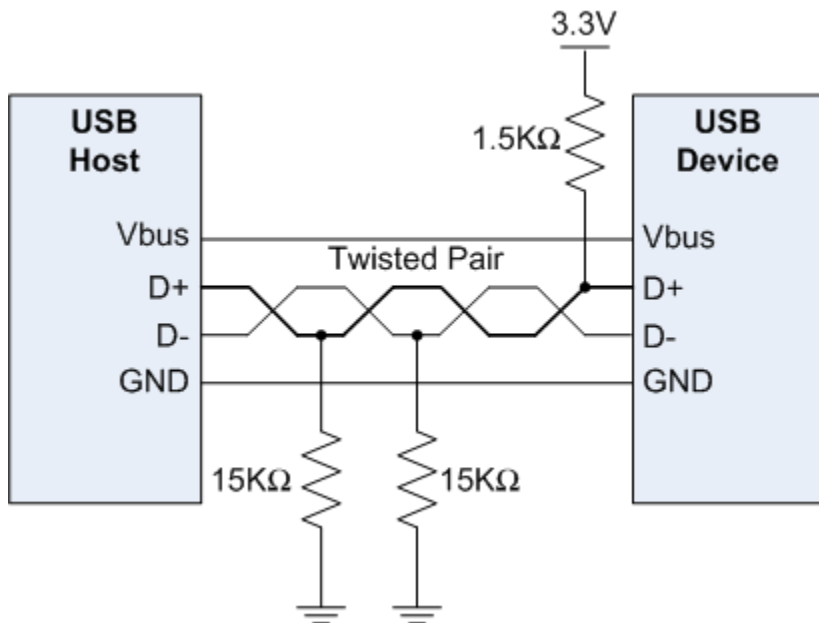 3.3V
USB
Host
1.5KΩ
USB
Device
Vbus
Vbus
Twisted Pair
D+
D+
D-
D-
GND
GND
15KΩ
15KΩ